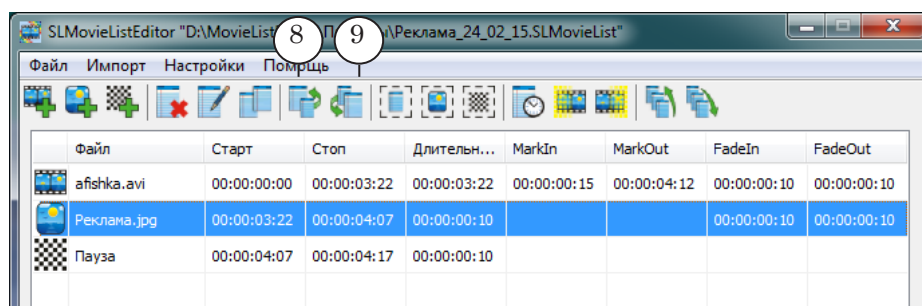 SLMovieListEditor "D:\MovieList 8 П 9 ы\Реклама_24_02_15.SLMovieList"
Файл Импорт Настройки Помощь
Файл Старт Стоп Длительн... MarkIn MarkOut FadeIn FadeOut
afishka.avi 00:00:00:00 00:00:03:22 00:00:03:22 00:00:00:15 00:00:04:12 00:00:00:10 00:00:00:10
Реклама.jpg 00:00:03:22 00:00:04:07 00:00:00:10 00:00:00:10 00:00:00:10
Пауза 00:00:04:07 00:00:04:17 00:00:00:10